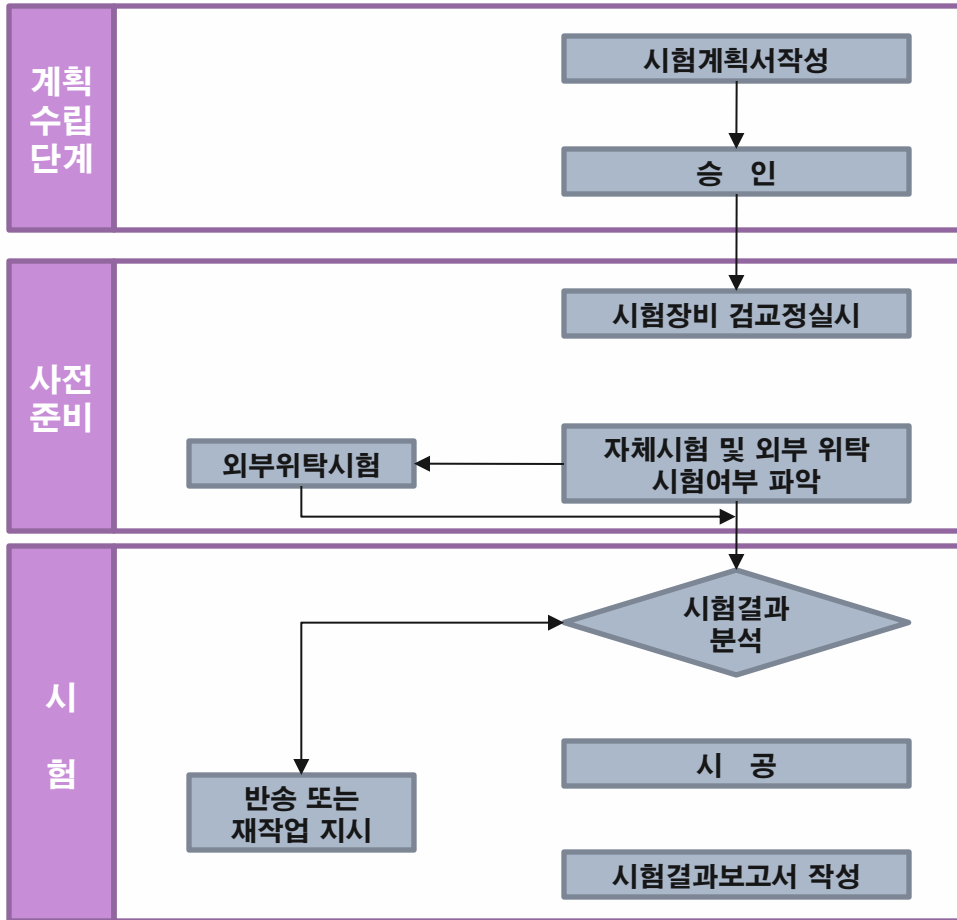 계획
수립
단계
시험계획서작성
승 인
사전
준비
시험장비 검교정실시
외부위탁시험
자체시험 및 외부 위탁
시험여부 파악
시
험
시험결과
분석
시 공
반송 또는
재작업 지시
시험결과보고서 작성